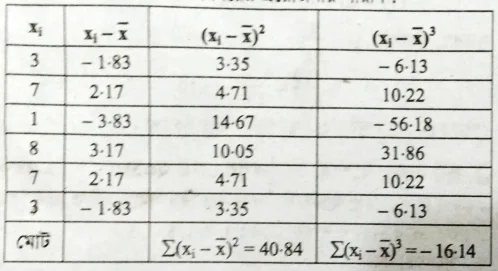 xᵢ xᵢ – x̅ (xᵢ – x̅)² (xᵢ – x̅)³
3 – 1·83 3·35 – 6·13
7 2·17 4·71 10·22
1 – 3·83 14·67 – 56·18
8 3·17 10·05 31·86
7 2·17 4·71 10·22
3 – 1·83 3·35 – 6·13
মোট ∑(xᵢ – x̅)² = 40·84 ∑(xᵢ – x̅)³ = – 16·14